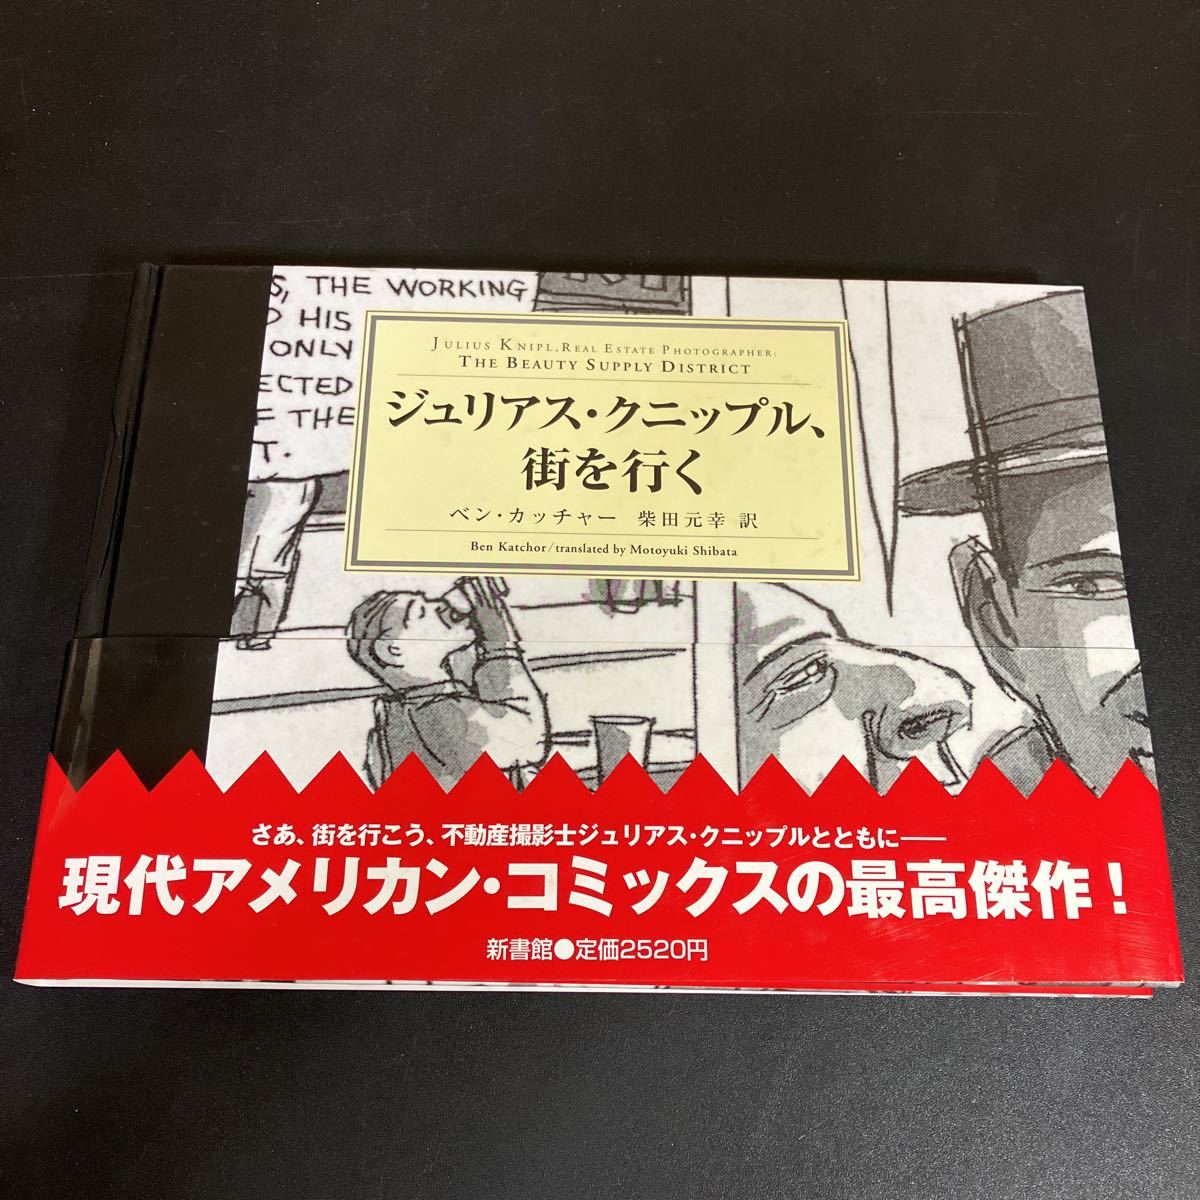 S, THE WORKING
D HIS
ONLY
ECTED
F THE
T.
JULIUS KNIPL, REAL ESTATE PHOTOGRAPHER:
THE BEAUTY SUPPLY DISTRICT
ジュリアス・クニップル、
街を行く
ベン・カッチャー 柴田元幸 訳
Ben Katchor/translated by Motoyuki Shibata
さあ、街を行こう、不動産撮影士ジュリアス・クニップルとともに——
現代アメリカン・コミックスの最高傑作！
新書館●定価2520円